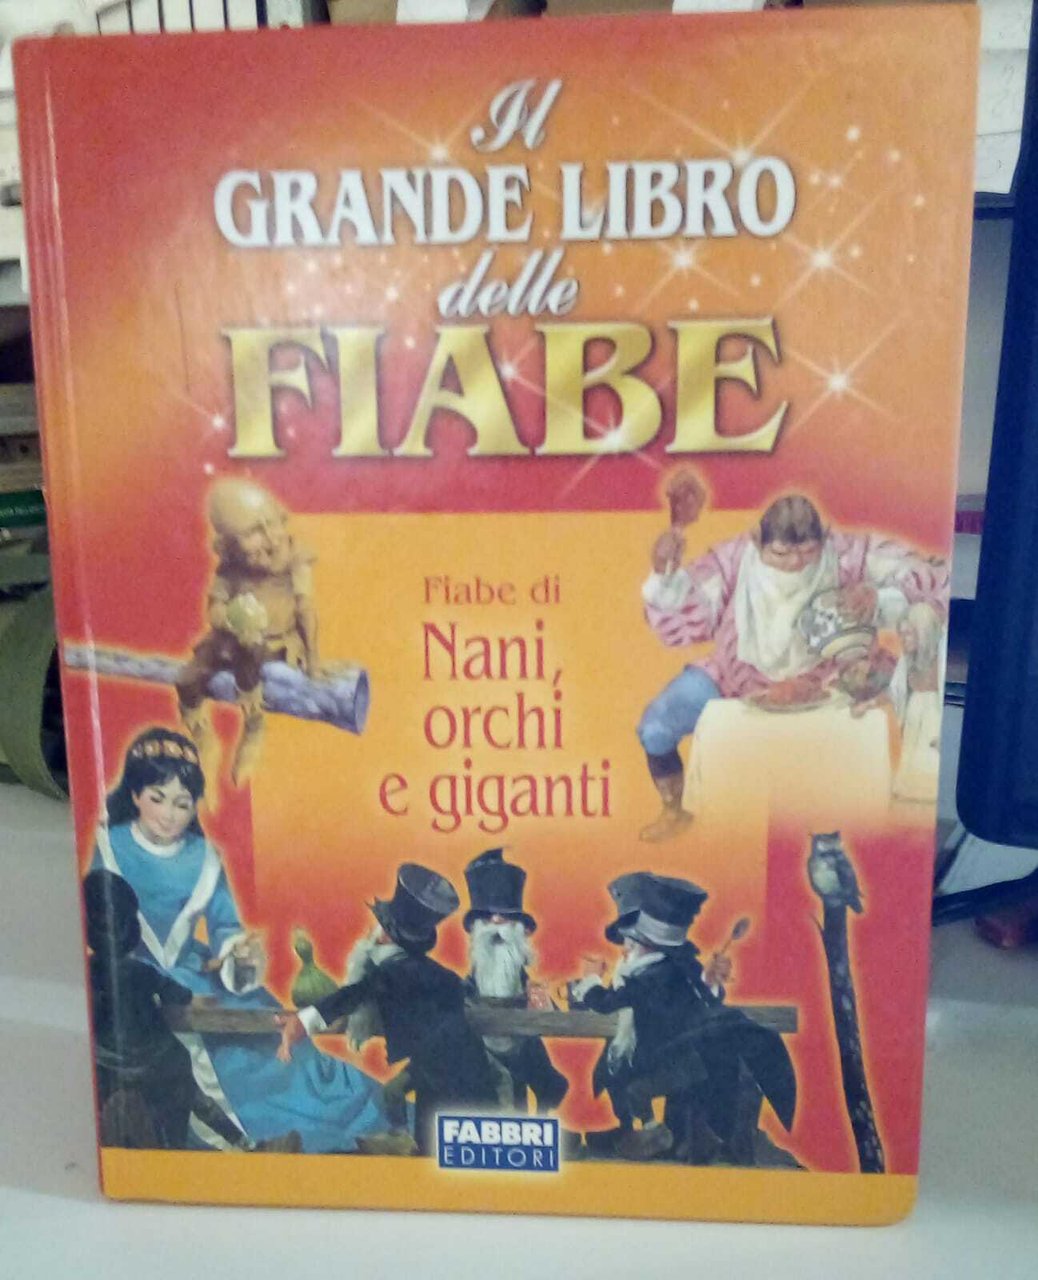 Il
GRANDE LIBRO
delle
FIABE
Fiabe di
Nani,
orchi
e giganti
FABBRI
EDITORI